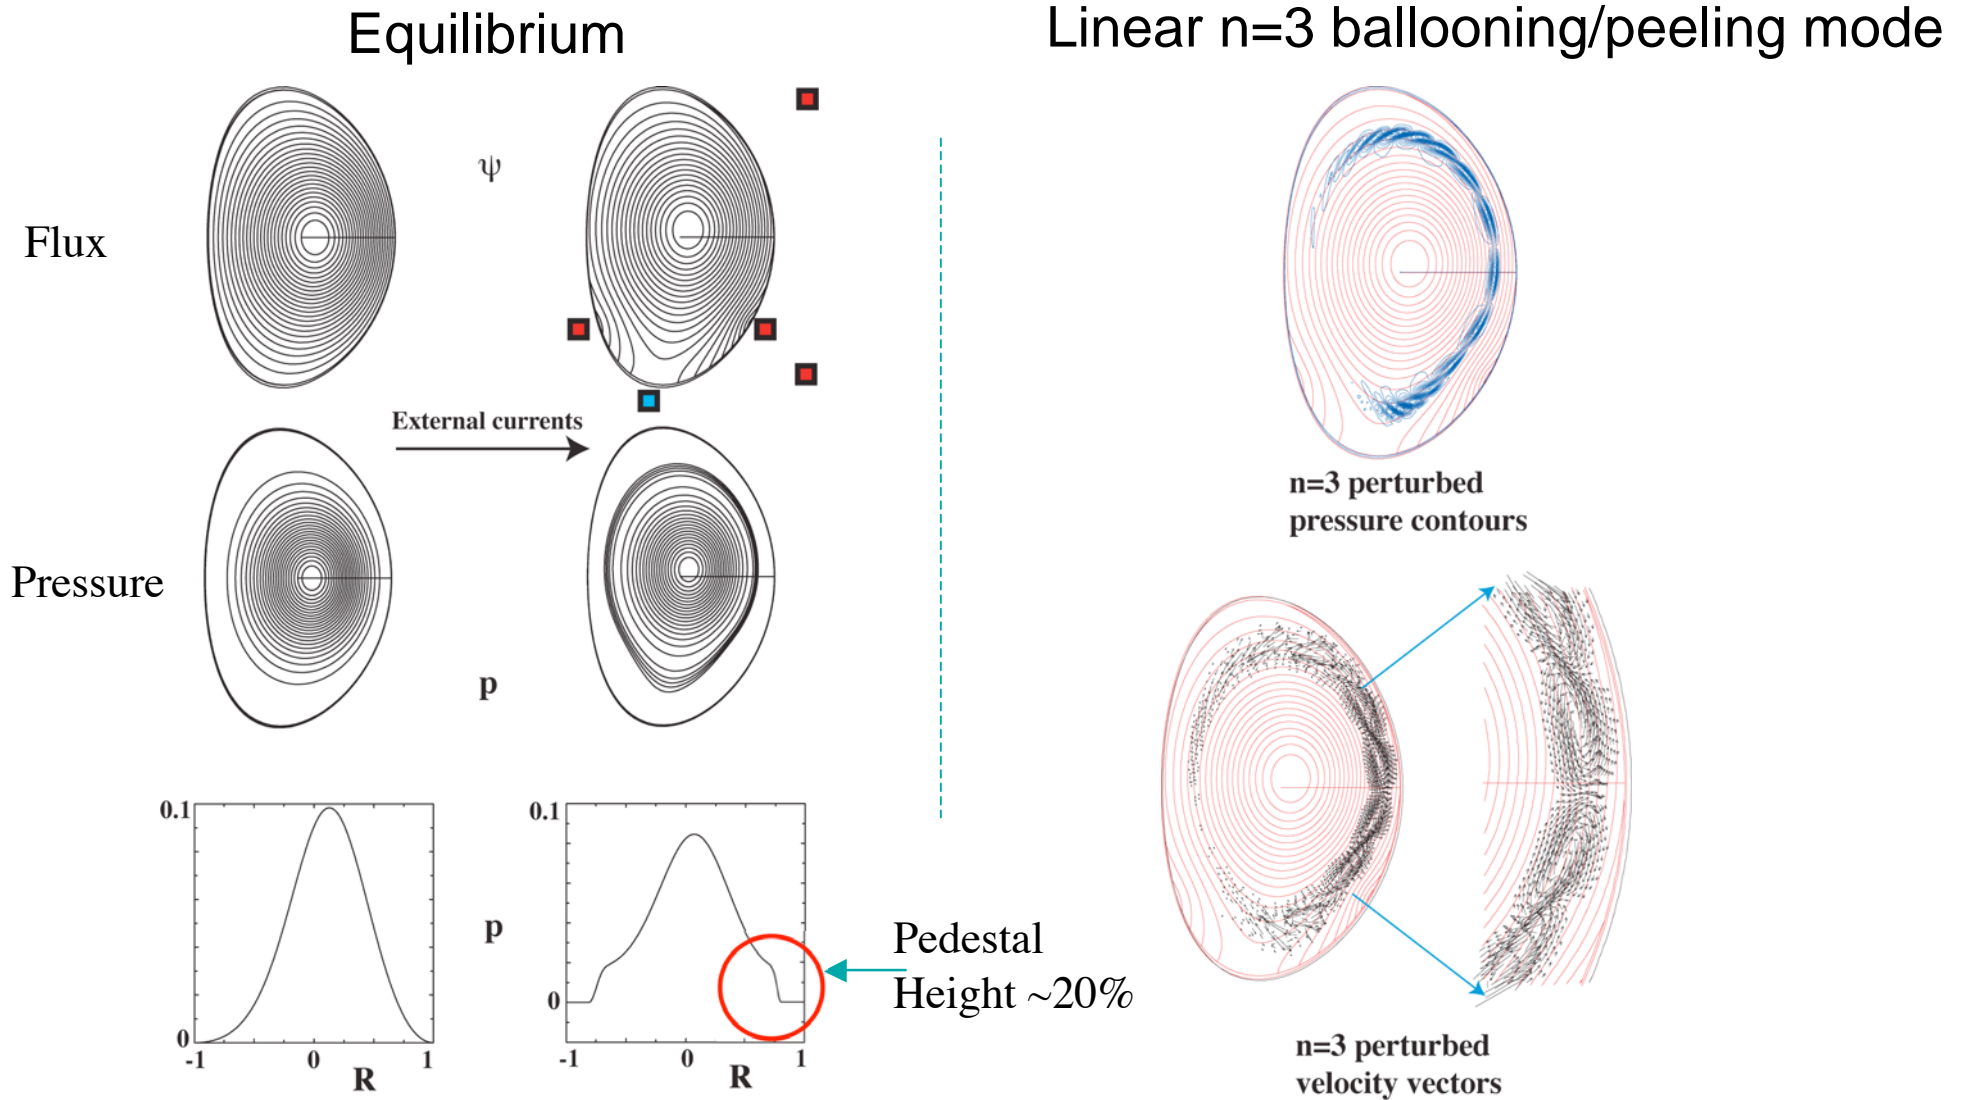 Equilibrium
Linear n=3 ballooning/peeling mode
ψ
Flux
External currents
n=3 perturbed
pressure contours
Pressure
p
0.1
0
-1
0
1
R
p
0.1
0
-1
0
1
R
Pedestal
Height ~20%
n=3 perturbed
velocity vectors